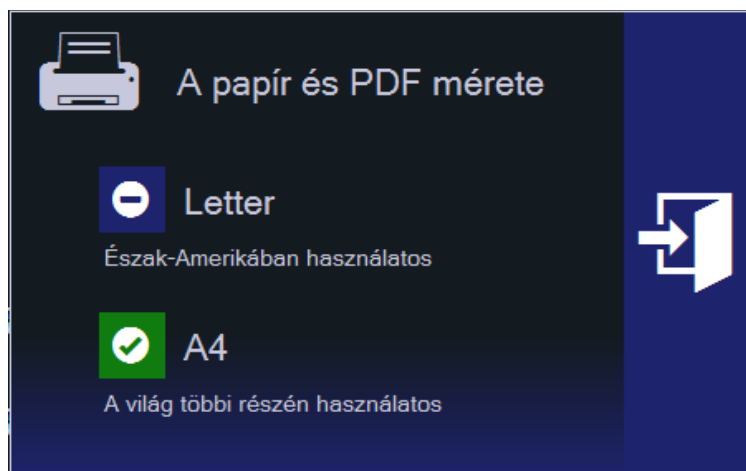 A papír és PDF mérete
Letter
Észak-Amerikában használatos
A4
A világ többi részén használatos